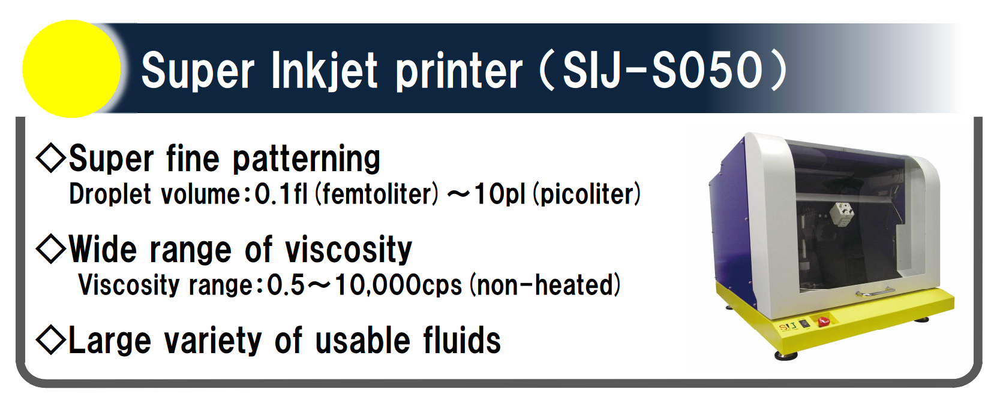 Super Inkjet printer（SIJ-S050）
◇Super fine patterning
Droplet volume：0.1fl（femtoliter）～10pl（picoliter）
◇Wide range of viscosity
Viscosity range：0.5～10,000cps（non-heated）
◇Large variety of usable fluids
SIJ